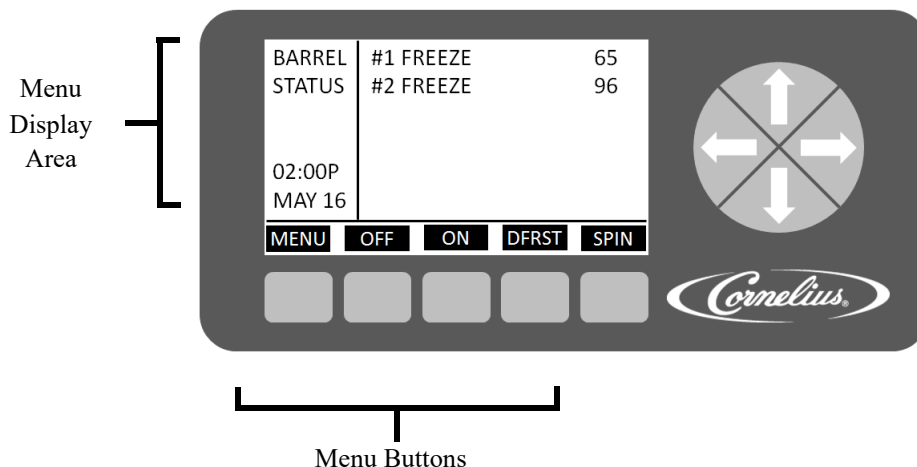 Menu
Display
Area
BARREL #1 FREEZE 65
STATUS #2 FREEZE 96
02:00P
MAY 16
MENU OFF ON DFRST SPIN
Cornelius®
Menu Buttons